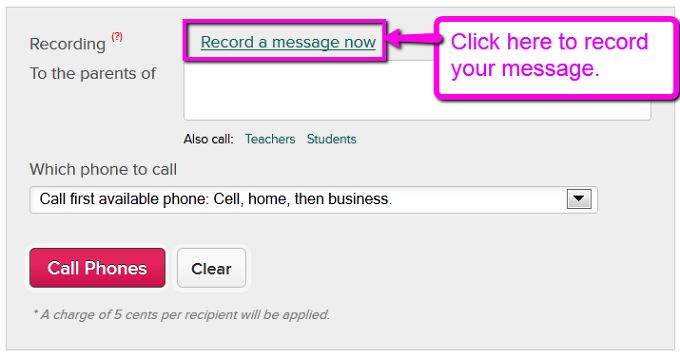 Recording (?)
Record a message now
Click here to record
your message.
To the parents of
Also call: Teachers Students
Which phone to call
Call first available phone: Cell, home, then business.
Call Phones
Clear
* A charge of 5 cents per recipient will be applied.